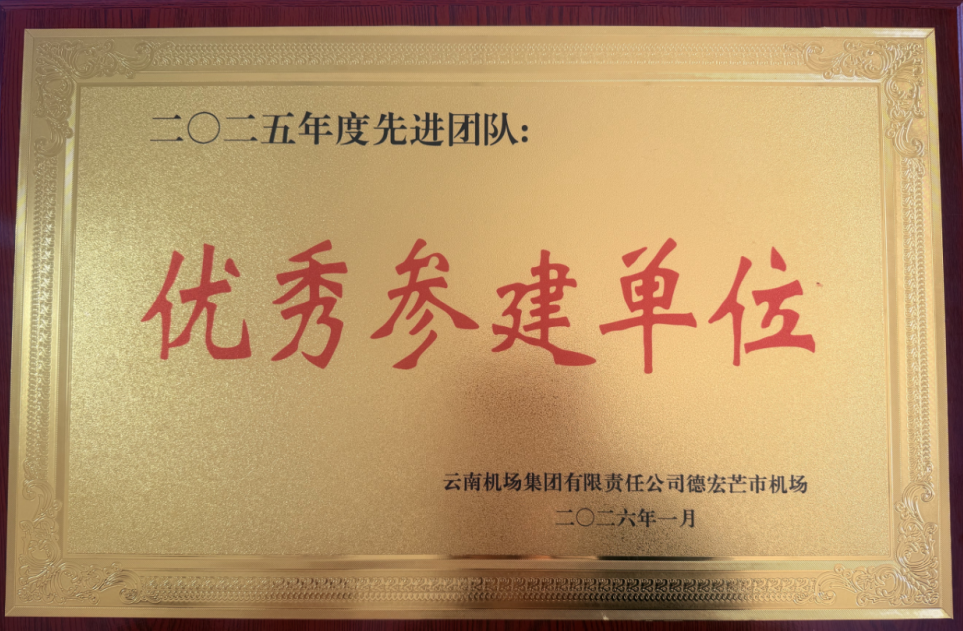 二〇二五年度先进团队:
优秀参建单位
云南机场集团有限责任公司德宏芒市机场
二〇二六年一月